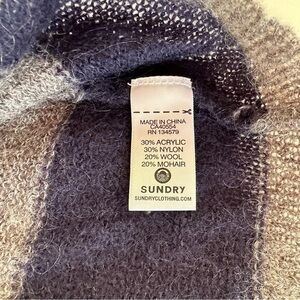 MADE IN CHINA
CA40554
RN 134579
30% ACRYLIC
30% NYLON
20% WOOL
20% MOHAIR
SUNDRY
SUNDRYCLOTHING.COM